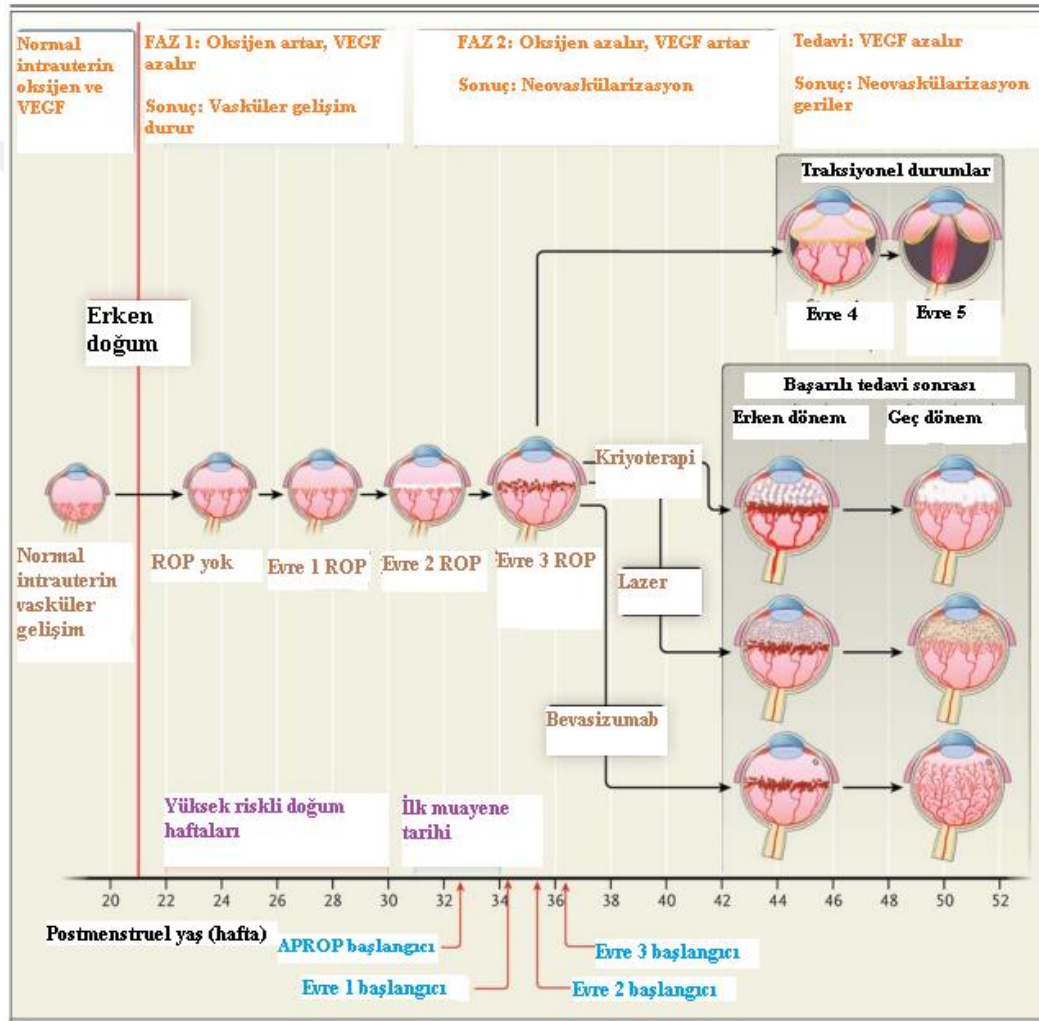 Normal
intrauterin
oksijen ve
VEGF
FAZ 1: Oksijen artar, VEGF
azalır
Sonuç: Vasküler gelişim
durur
FAZ 2: Oksijen azalır, VEGF artar
Sonuç: Neovaskülarizasyon
Tedavi: VEGF azalır
Sonuç: Neovaskülarizasyon
geriler
Traksiyonel durumlar
Evre 4
Evre 5
Erken
doğum
Başarılı tedavi sonrası
Erken dönem
Geç dönem
Kriyoterapi
Normal
intrauterin
vasküler
gelişim
ROP yok
Evre 1 ROP
Evre 2 ROP
Evre 3 ROP
Lazer
Bevasizumab
Yüksek riskli doğum
haftaları
İlk muayene
tarihi
20 22 24 26 28 30 32 34 36 38 40 42 44 46 48 50 52
Postmenstruel yaş (hafta)
APROP başlangıcı
Evre 3 başlangıcı
Evre 1 başlangıcı
Evre 2 başlangıcı